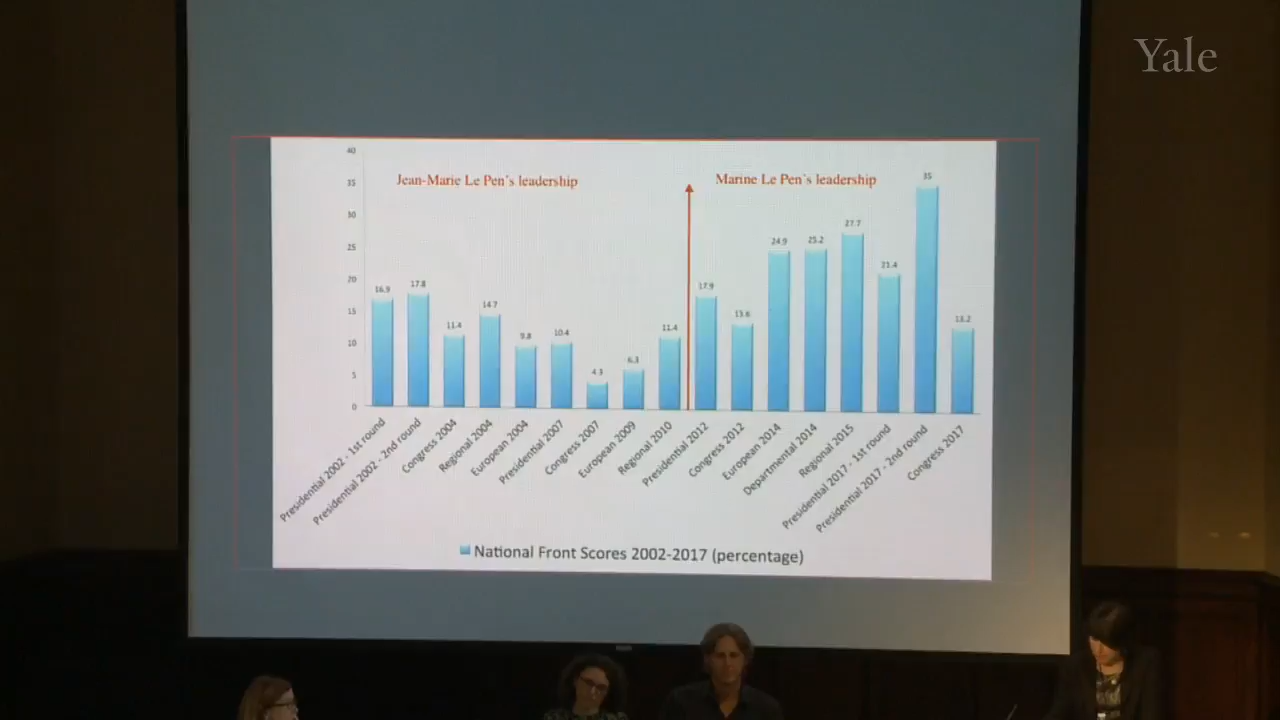 Yale
40
Jean-Marie Le Pen's leadership
Marine Le Pen's leadership
35
30
25
20
15
10
5
0
16.9
17.8
11.4
14.7
9.8
10.4
4.3
6.3
11.4
17.9
13.6
24.9
25.2
27.7
21.4
35
13.2
Presidential 2002 - 1st round
Presidential 2002 - 2nd round
Congress 2004
Regional 2004
European 2004
Presidential 2007
Congress 2007
European 2009
Regional 2010
Presidential 2012
Congress 2012
European 2014
Departmental 2014
Regional 2015
Presidential 2017 - 1st round
Presidential 2017 - 2nd round
Congress 2017
National Front Scores 2002-2017 (percentage)